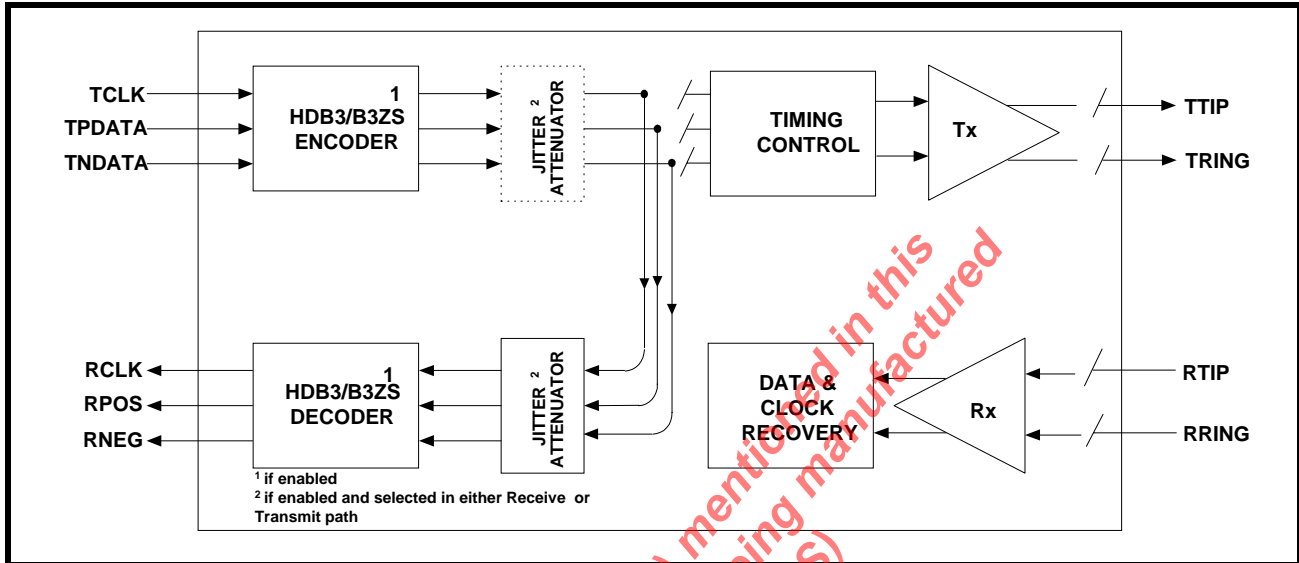 TCLK
TPDATA
TNDATA
1
HDB3/B3ZS
ENCODER
JITTER 2
ATTENUATOR
TIMING
CONTROL
Tx
TTIP
TRING
RCLK
RPOS
RNEG
1
HDB3/B3ZS
DECODER
JITTER 2
ATTENUATOR
DATA &
CLOCK
RECOVERY
Rx
RTIP
RRING
1 if enabled
2 if enabled and selected in either Receive or
Transmit path
mentioned in this
manufactured